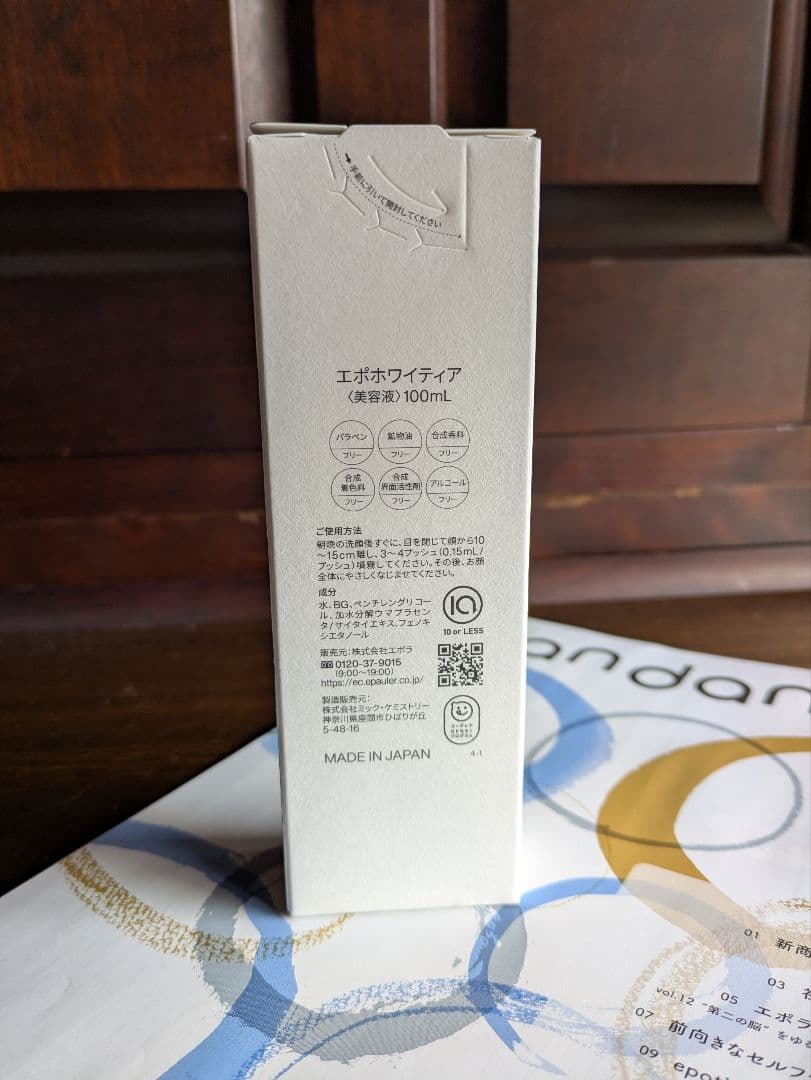 手前に引いて開封してください
エポホワイティア
〈美容液〉100mL
パラベン
フリー
鉱物油
フリー
合成香料
フリー
合成
着色料
フリー
合成
界面活性剤
フリー
アルコール
フリー
ご使用方法
朝晩の洗顔後すぐに、目を閉じて顔から10
～15cm離し、3～4プッシュ(0.15mL/
プッシュ)噴霧してください。その後、お顔
全体にやさしくなじませてください。
成分
水、BG、ペンチレングリコー
ル、加水分解ウマプラセン
タ/サイタイエキス、フェノキ
シエタノール
10 or LESS
販売元:株式会社エポラ
0120-37-9015
(9:00～19:00)
https://ec.epauler.co.jp/
製造販売元:
株式会社ミック・ケミストリー
神奈川県座間市ひばりが丘
5-48-16
MADE IN JAPAN
4-1
andan
01 新商
03
05 エポラ
vol.12 "第二の脳" をゆる
07 前向きなセルフ
09 epot